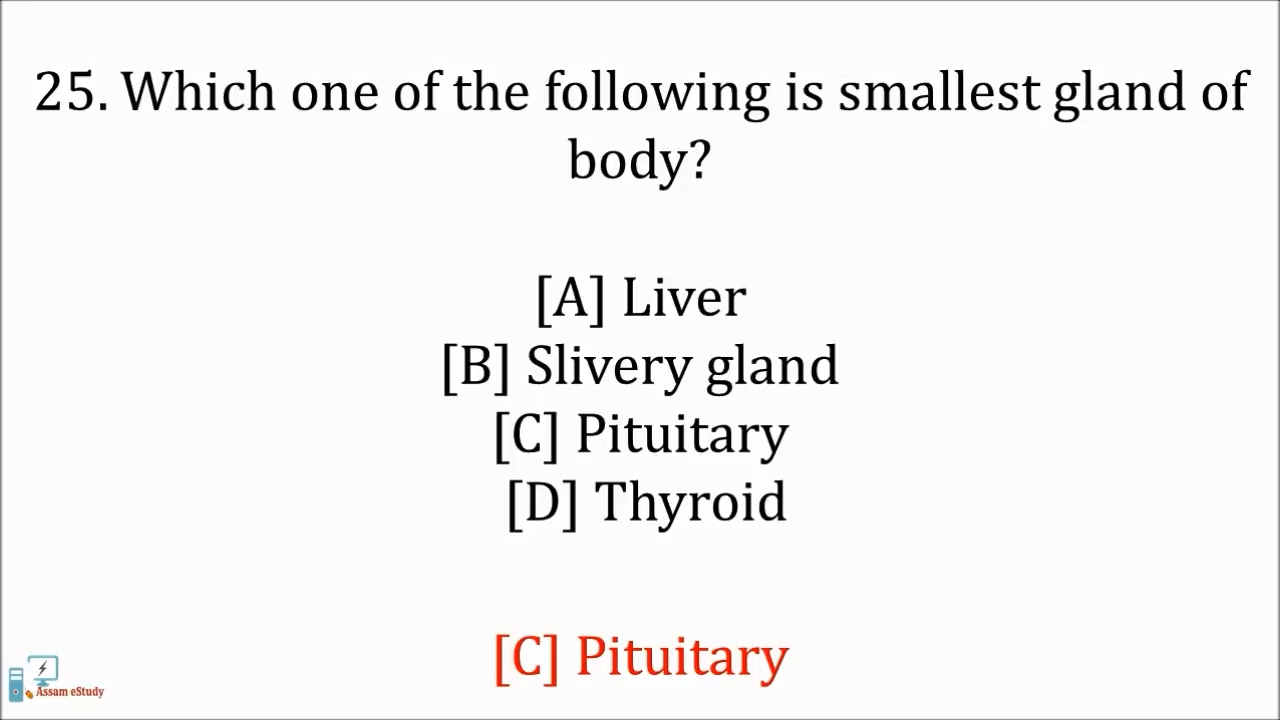 25. Which one of the following is smallest gland of
body?
[A] Liver
[B] Slivery gland
[C] Pituitary
[D] Thyroid
[C] Pituitary
Assam eStudy